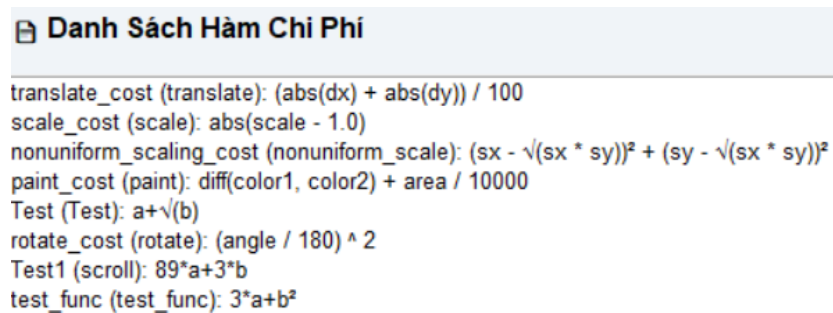 Danh Sách Hàm Chi Phí
translate_cost (translate): (abs(dx) + abs(dy)) / 100
scale_cost (scale): abs(scale - 1.0)
nonuniform_scaling_cost (nonuniform_scale): (sx - √(sx * sy))² + (sy - √(sx * sy))²
paint_cost (paint): diff(color1, color2) + area / 10000
Test (Test): a+√(b)
rotate_cost (rotate): (angle / 180) ^ 2
Test1 (scroll): 89*a+3*b
test_func (test_func): 3*a+b²